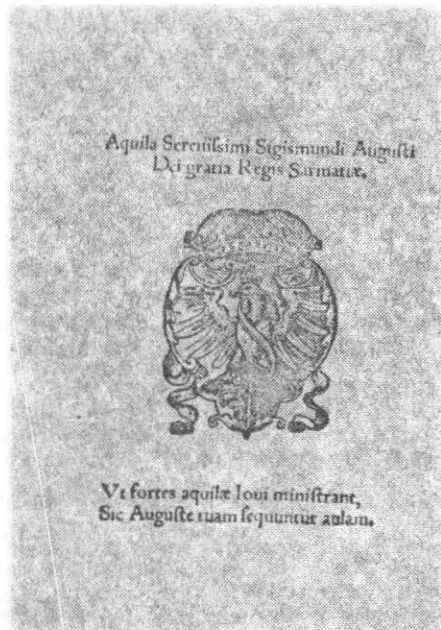 Aquila Sereniſsimi Sigismundi Auguſti
Dei gratia Regis Sarmatiæ.
Vt fortes aquilæ Ioui miniſtrant,
Sic Auguſte tuam ſequuntur aulam.